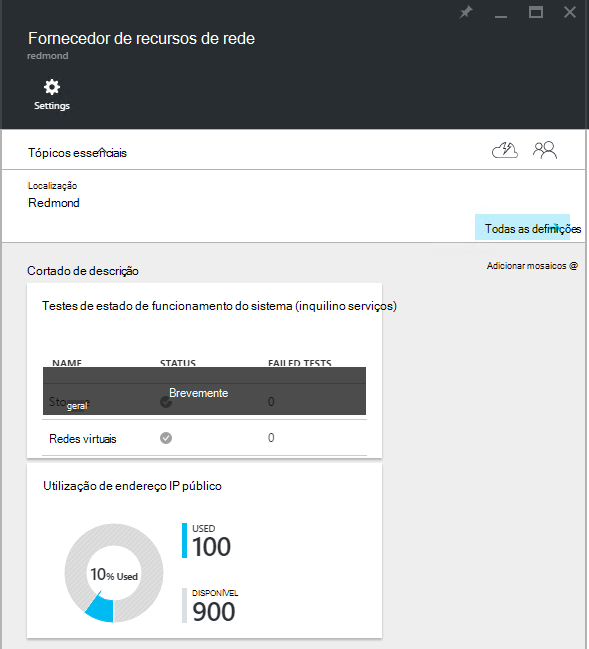 Fornecedor de recursos de rede
redmond
Settings
Tópicos essenciais
Localização
Redmond
Todas as definições
Adicionar mosaicos @
Cortado de descrição
Testes de estado de funcionamento do sistema (inquilino serviços)
NAME STATUS FAILED TESTS
Brevemente
geral 0
Redes virtuais 0
Utilização de endereço IP público
10% Used
USED
100
DISPONÍVEL
900